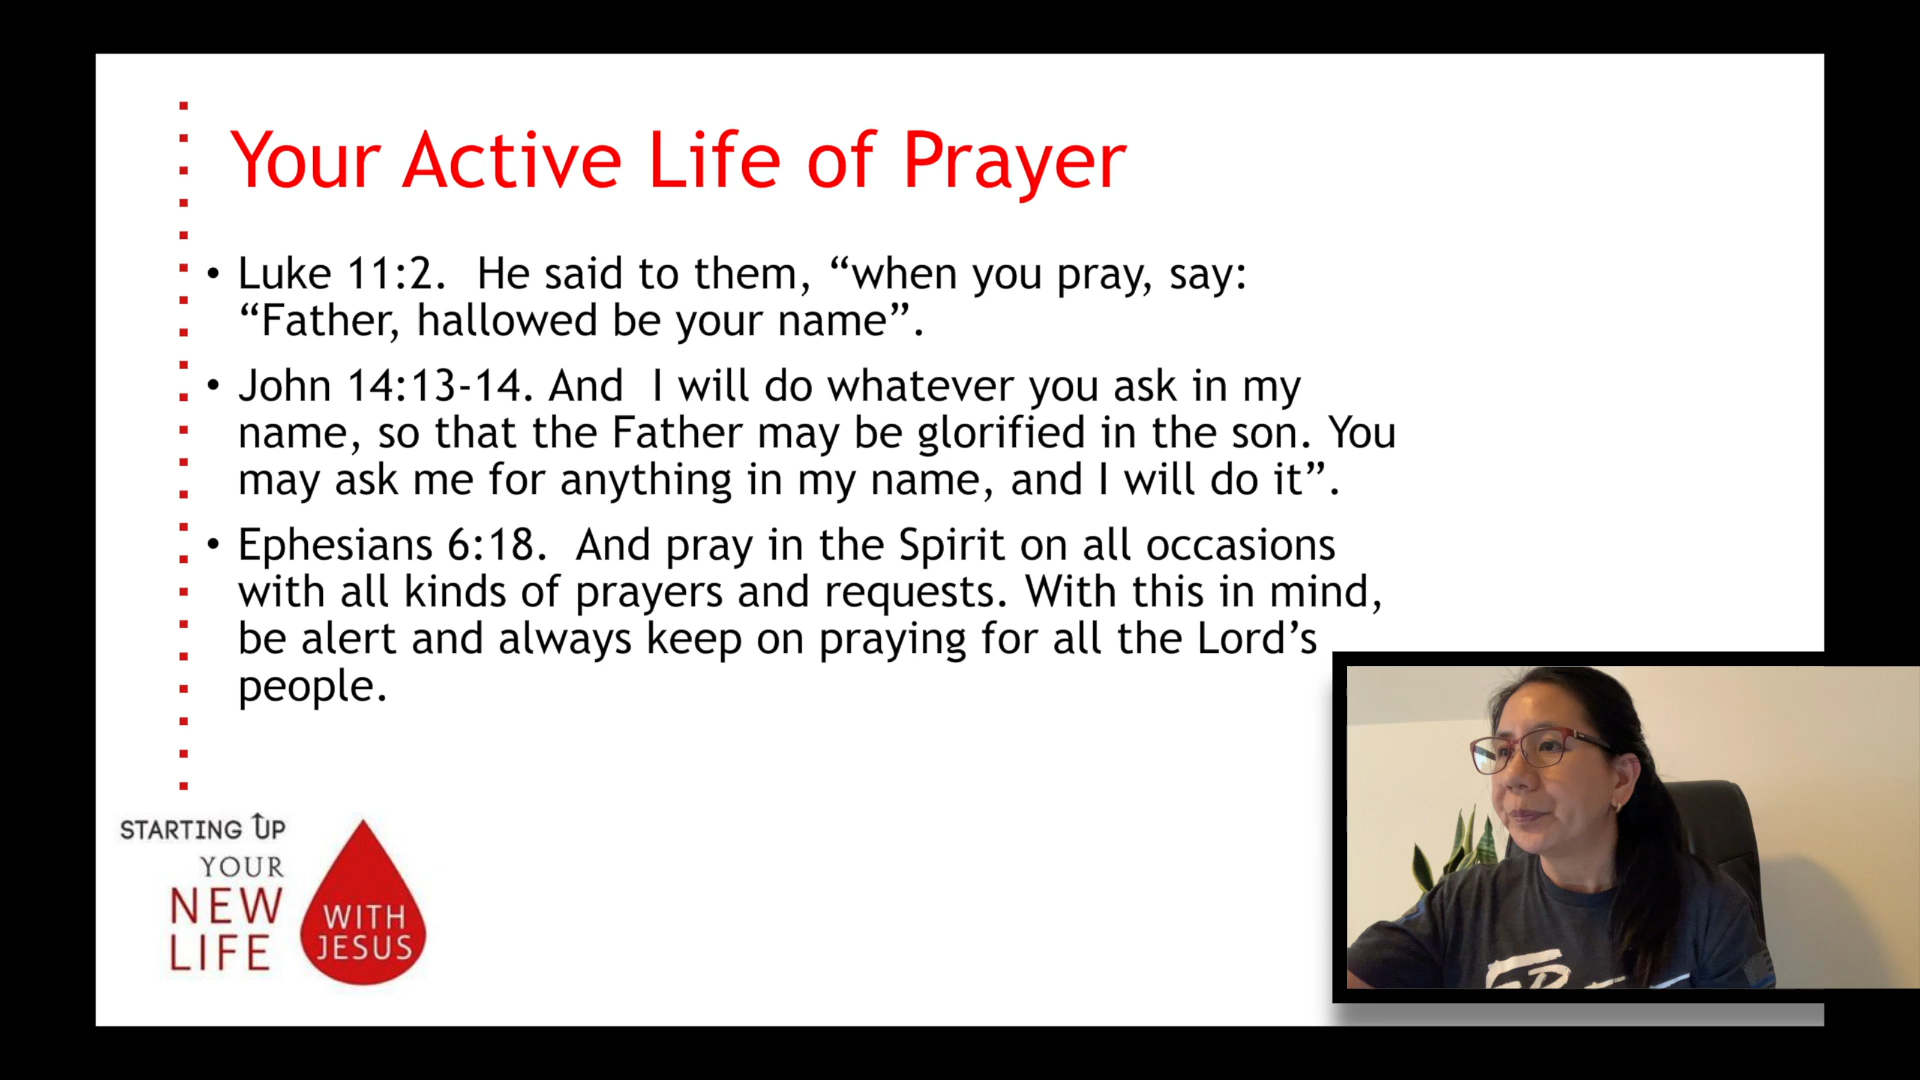 Your Active Life of Prayer
• Luke 11:2.  He said to them, “when you pray, say:
“Father, hallowed be your name”.
• John 14:13-14. And  I will do whatever you ask in my
name, so that the Father may be glorified in the son. You
may ask me for anything in my name, and I will do it”.
• Ephesians 6:18.  And pray in the Spirit on all occasions
with all kinds of prayers and requests. With this in mind,
be alert and always keep on praying for all the Lord’s
people.
STARTING UP
YOUR
NEW
LIFE
WITH
JESUS